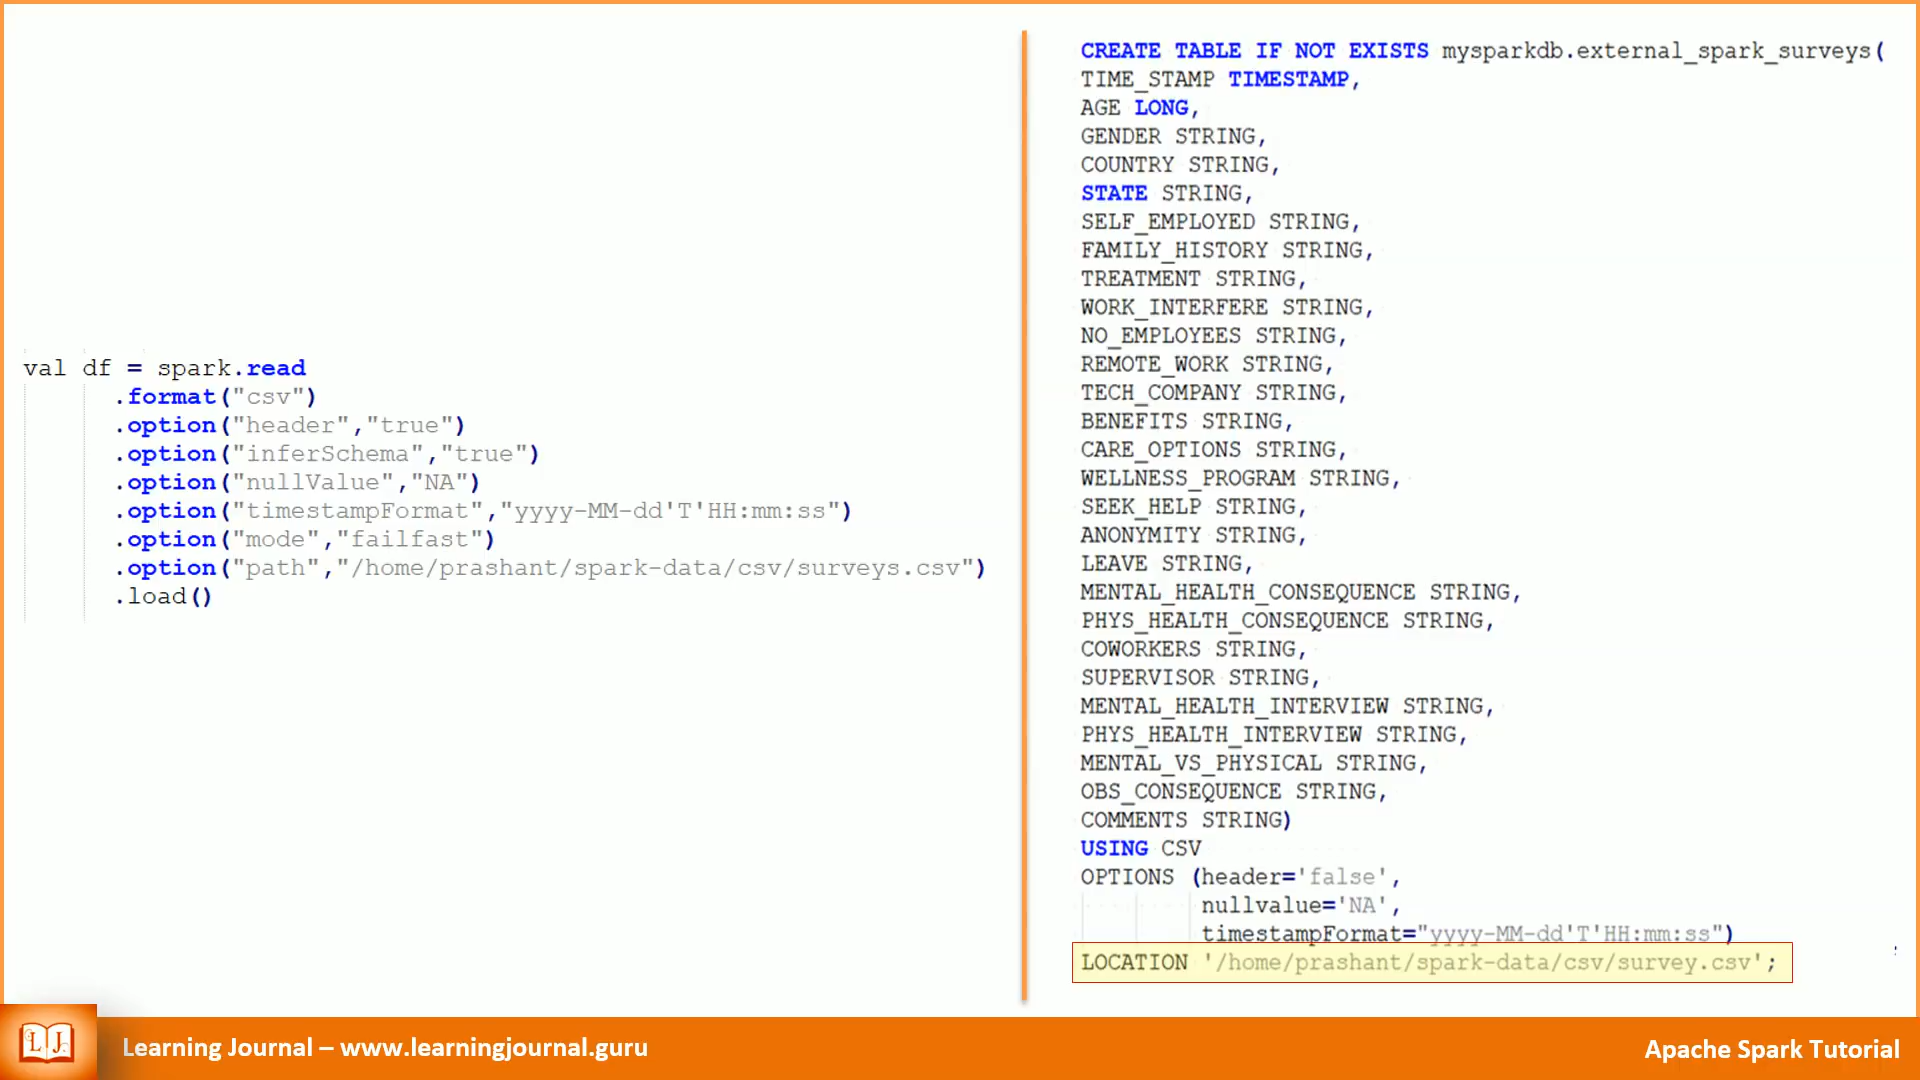 val df = spark.read
.format("csv")
.option("header","true")
.option("inferSchema","true")
.option("nullValue","NA")
.option("timestampFormat","yyyy-MM-dd'T'HH:mm:ss")
.option("mode","failfast")
.option("path","/home/prashant/spark-data/csv/surveys.csv")
.load()
CREATE TABLE IF NOT EXISTS mysparkdb.external_spark_surveys(
TIME_STAMP TIMESTAMP,
AGE LONG,
GENDER STRING,
COUNTRY STRING,
STATE STRING,
SELF_EMPLOYED STRING,
FAMILY_HISTORY STRING,
TREATMENT STRING,
WORK_INTERFERE STRING,
NO_EMPLOYEES STRING,
REMOTE_WORK STRING,
TECH_COMPANY STRING,
BENEFITS STRING,
CARE_OPTIONS STRING,
WELLNESS_PROGRAM STRING,
SEEK_HELP STRING,
ANONYMITY STRING,
LEAVE STRING,
MENTAL_HEALTH_CONSEQUENCE STRING,
PHYS_HEALTH_CONSEQUENCE STRING,
COWORKERS STRING,
SUPERVISOR STRING,
MENTAL_HEALTH_INTERVIEW STRING,
PHYS_HEALTH_INTERVIEW STRING,
MENTAL_VS_PHYSICAL STRING,
OBS_CONSEQUENCE STRING,
COMMENTS STRING)
USING CSV
OPTIONS (header='false',
nullvalue='NA',
timestampFormat="yyyy-MM-dd'T'HH:mm:ss")
LOCATION '/home/prashant/spark-data/csv/survey.csv';
;
LJ
Learning Journal – www.learningjournal.guru
Apache Spark Tutorial